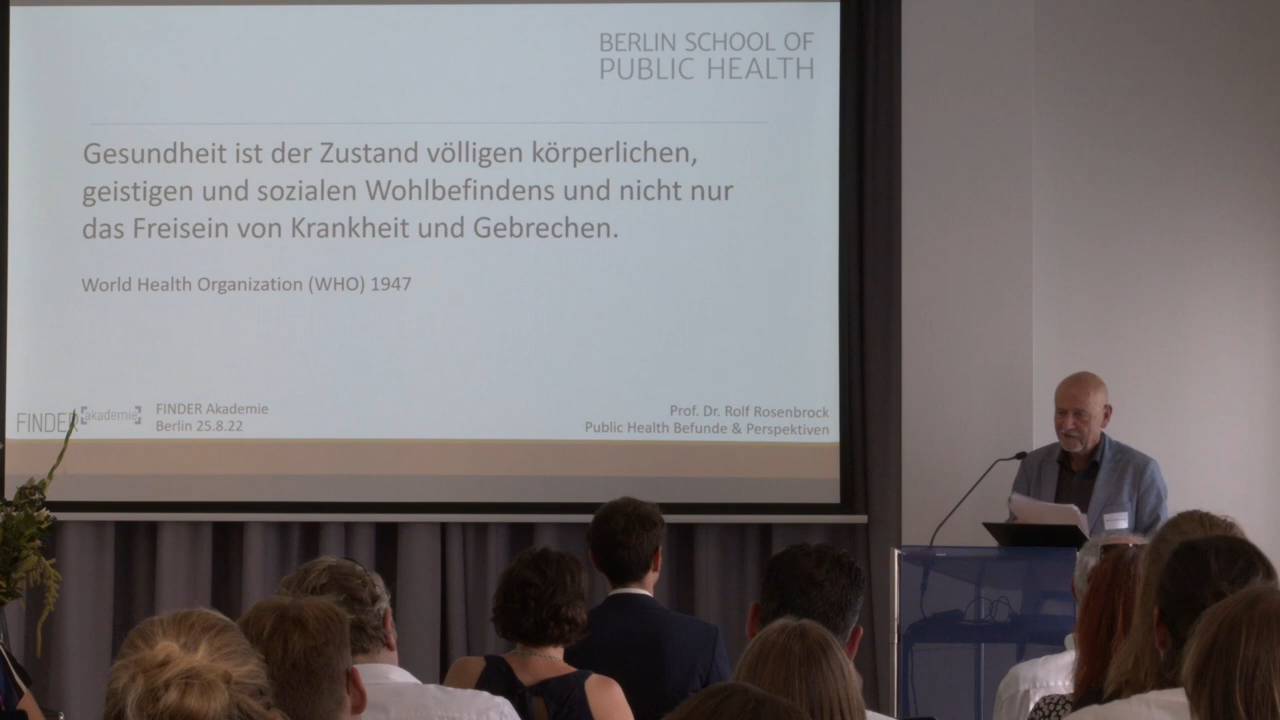 BERLIN SCHOOL OF
PUBLIC HEALTH
Gesundheit ist der Zustand völligen körperlichen,
geistigen und sozialen Wohlbefindens und nicht nur
das Freisein von Krankheit und Gebrechen.
World Health Organization (WHO) 1947
FINDER akademie
FINDER Akademie
Berlin 25.8.22
Prof. Dr. Rolf Rosenbrock
Public Health Befunde & Perspektiven